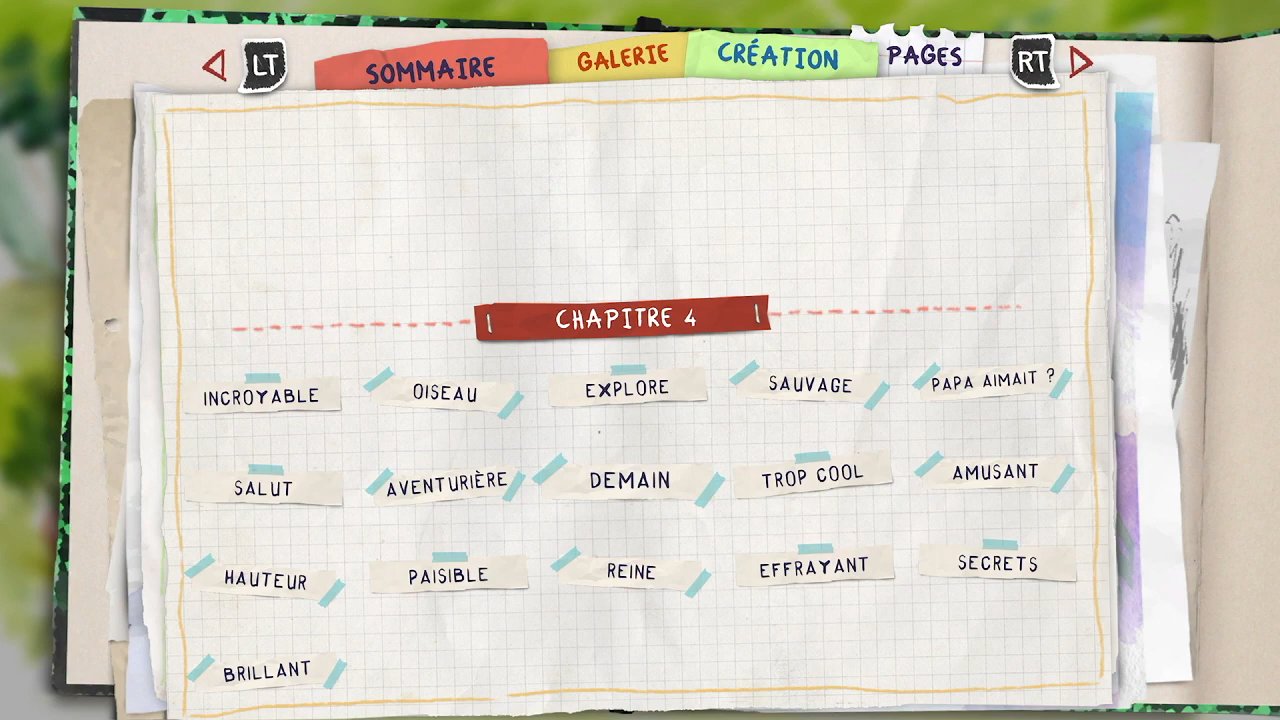 LT SOMMAIRE GALERIE CRÉATION PAGES RT
CHAPITRE 4
INCROYABLE OISEAU EXPLORE SAUVAGE PAPA AIMAIT ?
SALUT AVENTURIÈRE DEMAIN TROP COOL AMUSANT
HAUTEUR PAISIBLE REINE EFFRAYANT SECRETS
BRILLANT